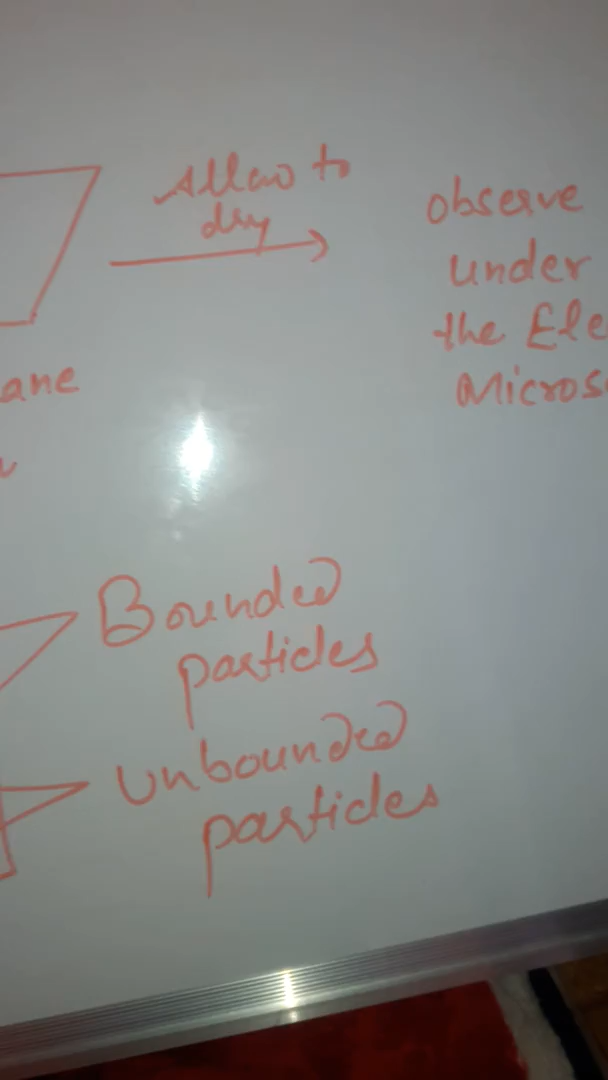 Allow to
dry
observe
under
the Ele
Micros
ane
Bounded
particles
unbounded
particles